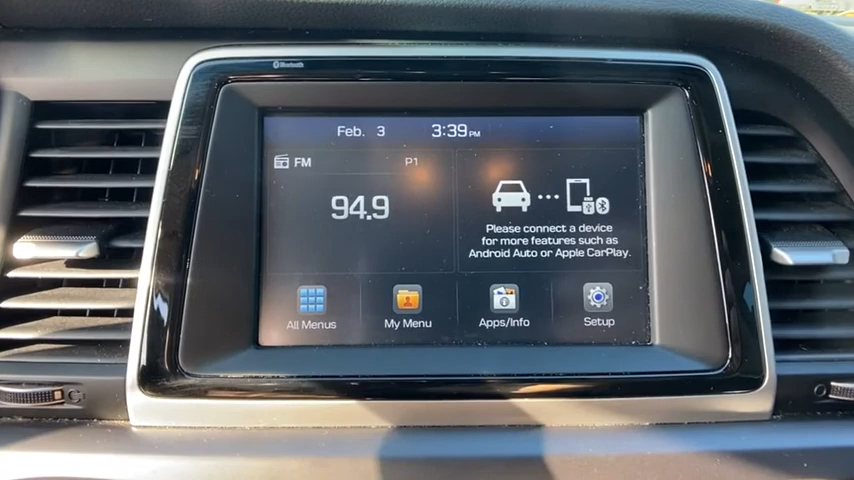 Bluetooth
Feb. 3 3:39 PM
FM P1
94.9
Please connect a device
for more features such as
Android Auto or Apple CarPlay.
All Menus My Menu Apps/Info Setup